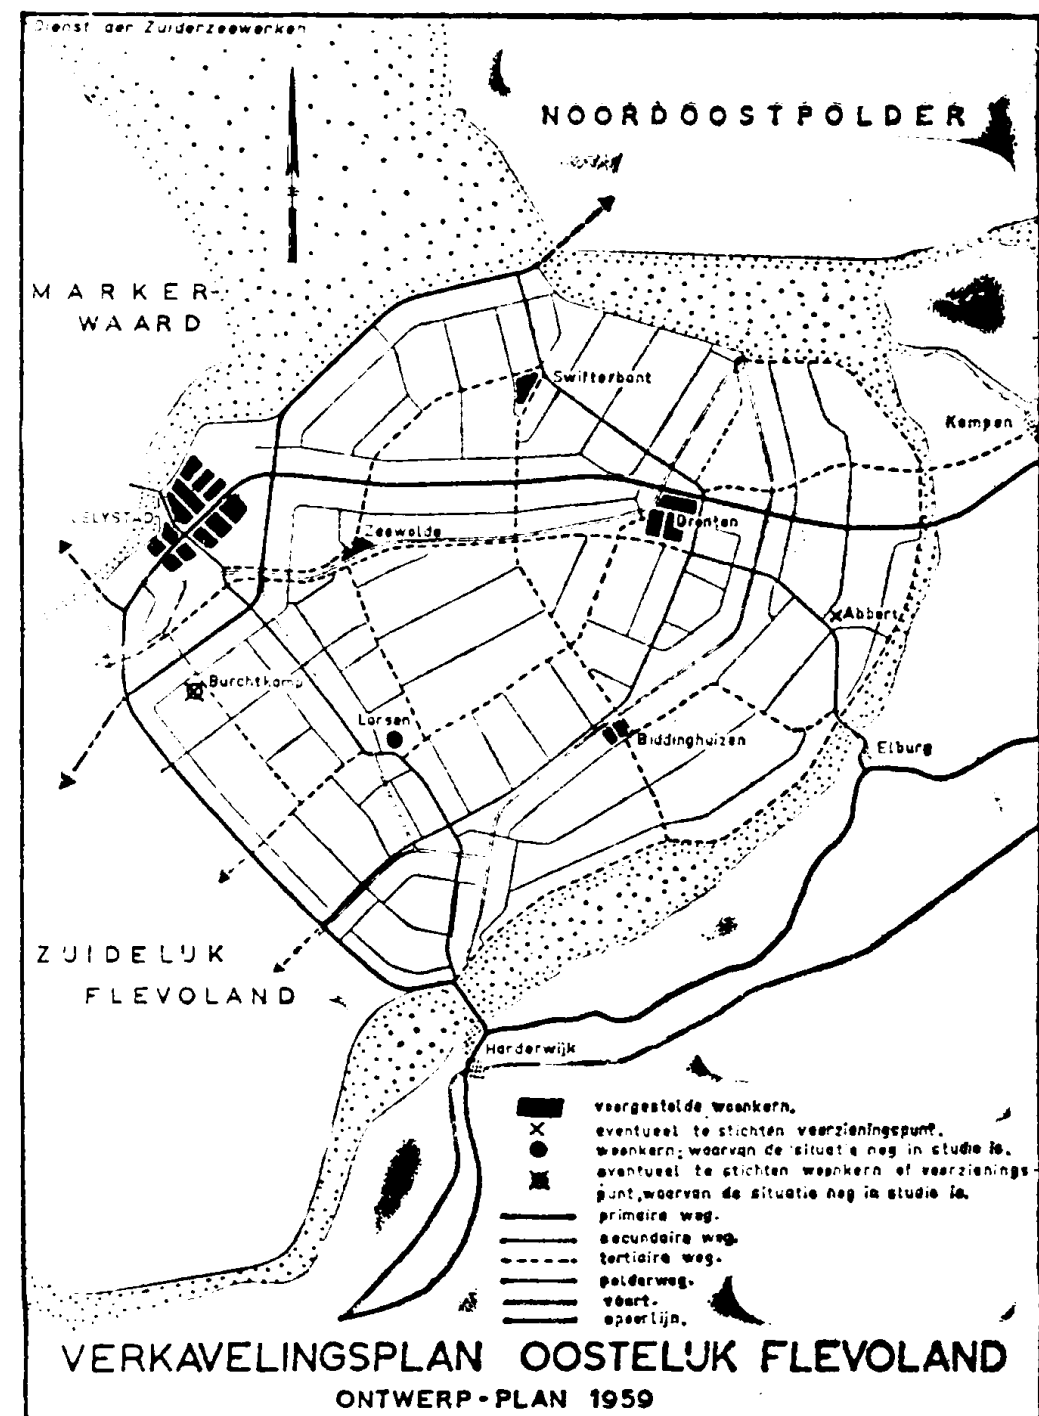 Dienst der Zuiderzeewerken
NOORDOOSTPOLDER
MARKER-
WAARD
Swifterbant
Kampen
LELYSTAD
Zeewolde
Dronten
Abbert
Burchtkamp
Larsen
Biddinghuizen
Elburg
ZUIDELIJK
FLEVOLAND
Harderwijk
voorgestelde woonkern.
eventueel te stichten voorzieningspunt.
woonkern; waarvan de situatie nog in studie is.
eventueel te stichten woonkern of voorzienings-
punt, waarvan de situatie nog in studie is.
primaire weg.
secundaire weg.
tertiaire weg.
polderweg.
vaart.
spoorlijn.
VERKAVELINGSPLAN OOSTELIJK FLEVOLAND
ONTWERP-PLAN 1959